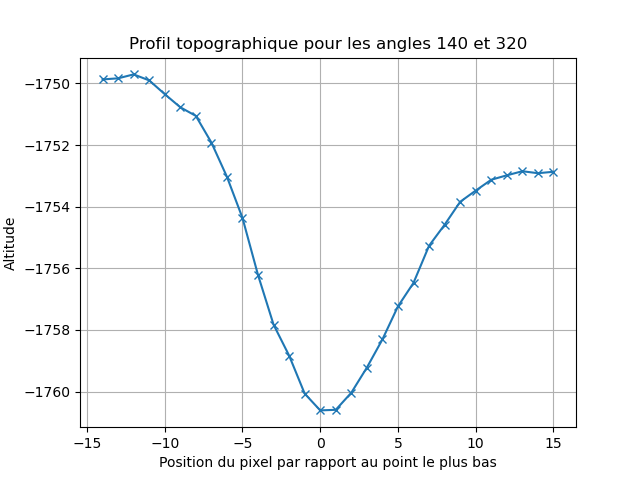 Profil topographique pour les angles 140 et 320
Altitude
−1750
−1752
−1754
−1756
−1758
−1760
−15 −10 −5 0 5 10 15
Position du pixel par rapport au point le plus bas